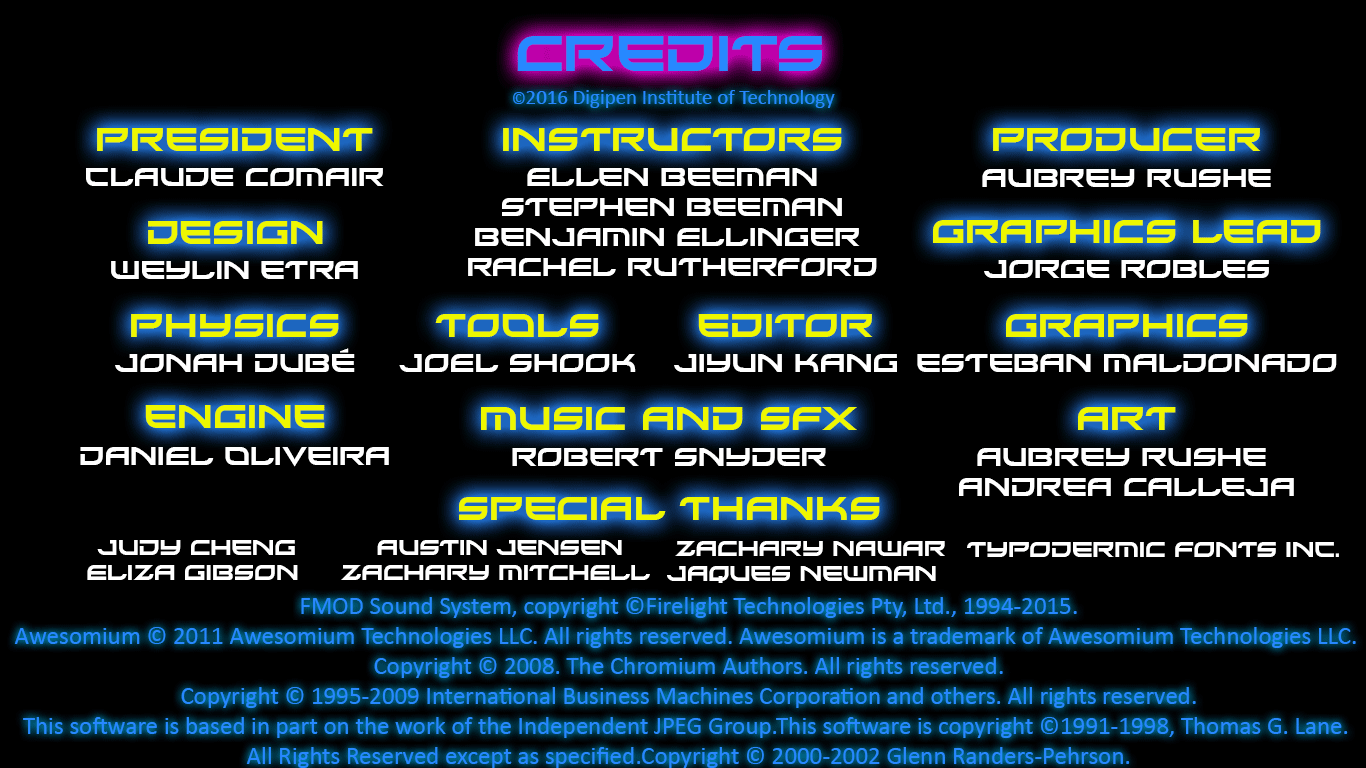 CREDITS
©2016 Digipen Institute of Technology
PRESIDENT
CLAUDE COMAIR
INSTRUCTORS
ELLEN BEEMAN
STEPHEN BEEMAN
BENJAMIN ELLINGER
RACHEL RUTHERFORD
PRODUCER
AUBREY RUSHE
DESIGN
WEYLIN ETRA
GRAPHICS LEAD
JORGE ROBLES
PHYSICS
JONAH DUBÉ
TOOLS
JOEL SHOOK
EDITOR
JIYUN KANG
GRAPHICS
ESTEBAN MALDONADO
ENGINE
DANIEL OLIVEIRA
MUSIC AND SFX
ROBERT SNYDER
ART
AUBREY RUSHE
ANDREA CALLEJA
SPECIAL THANKS
JUDY CHENG
ELIZA GIBSON
AUSTIN JENSEN
ZACHARY MITCHELL
ZACHARY NAWAR
JAQUES NEWMAN
TYPODERMIC FONTS INC.
FMOD Sound System, copyright ©Firelight Technologies Pty, Ltd., 1994-2015.
Awesomium © 2011 Awesomium Technologies LLC. All rights reserved. Awesomium is a trademark of Awesomium Technologies LLC.
Copyright © 2008. The Chromium Authors. All rights reserved.
Copyright © 1995-2009 International Business Machines Corporation and others. All rights reserved.
This software is based in part on the work of the Independent JPEG Group.This software is copyright ©1991-1998, Thomas G. Lane.
All Rights Reserved except as specified.Copyright © 2000-2002 Glenn Randers-Pehrson.